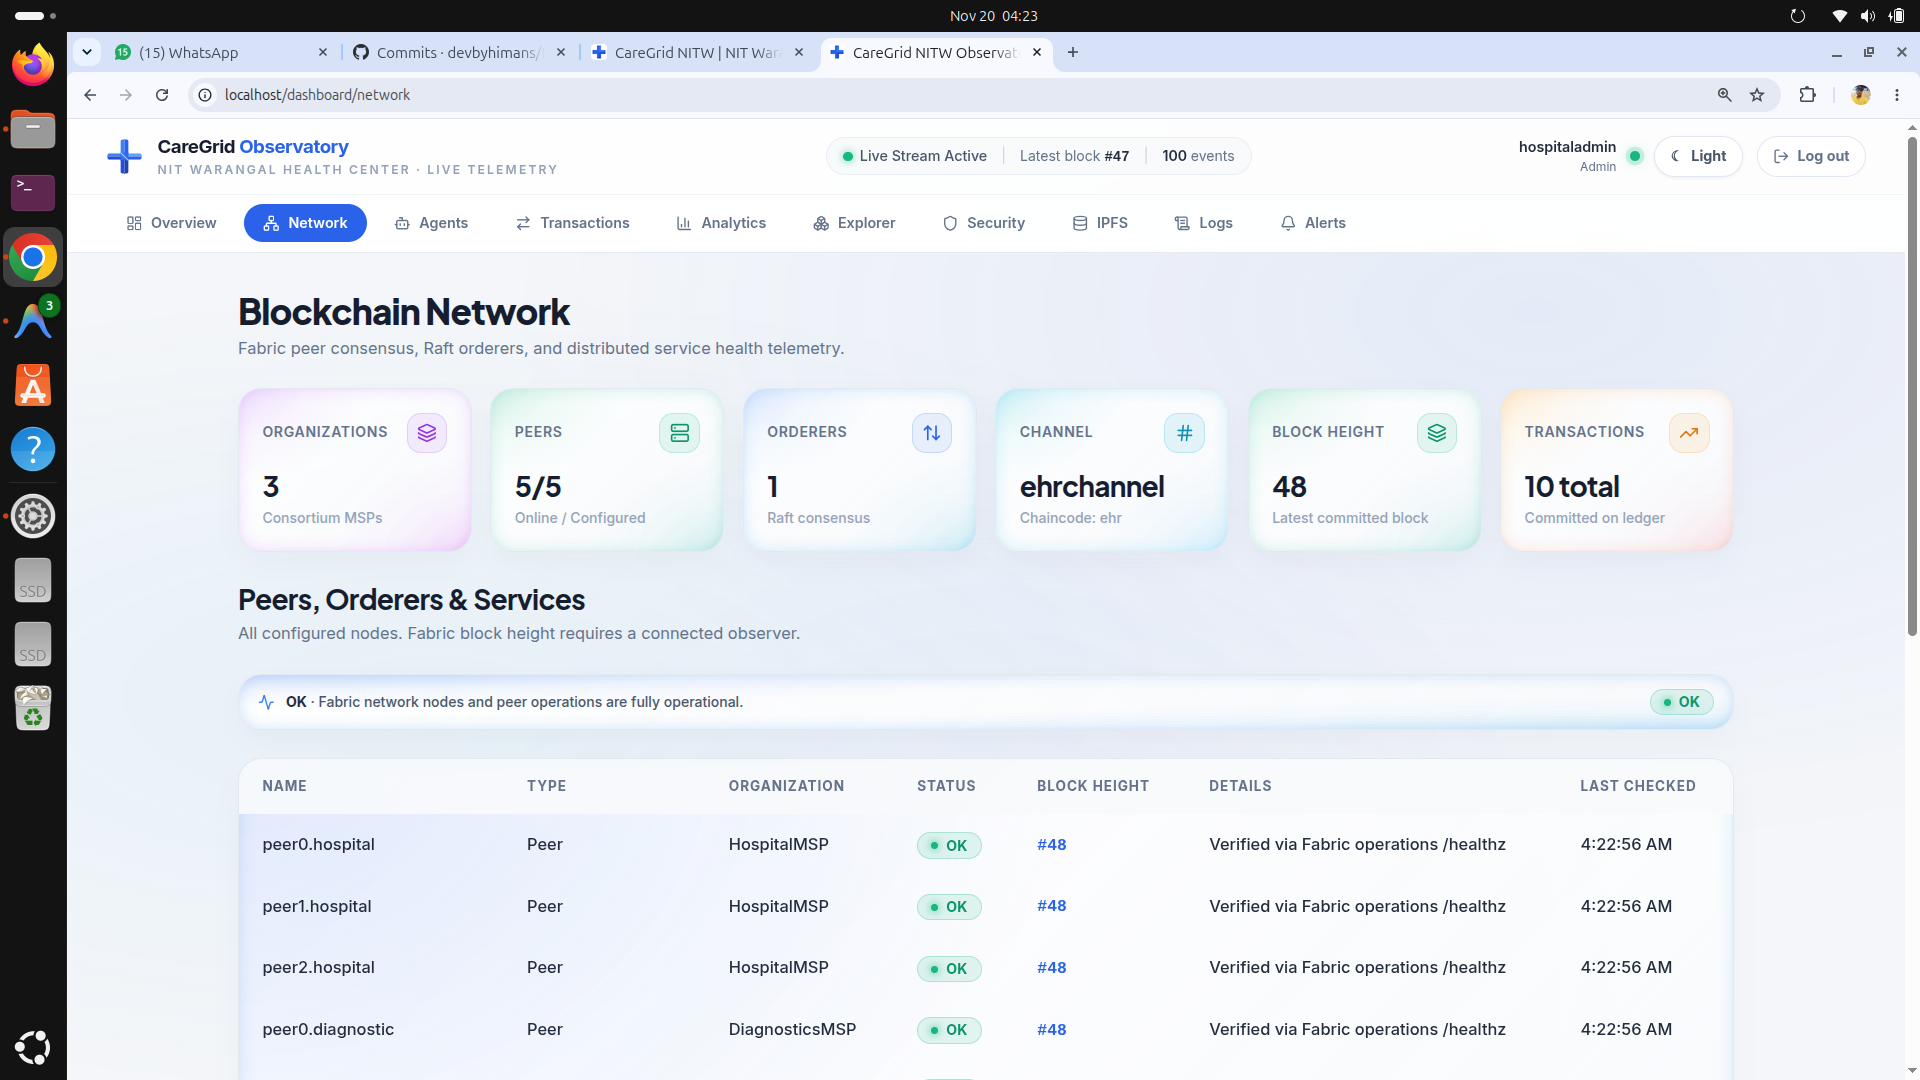 Nov 20 04:23
15
(15) WhatsApp
Commits · devbyhimans/
CareGrid NITW | NIT War
CareGrid NITW Observat
localhost/dashboard/network
CareGrid Observatory
NIT WARANGAL HEALTH CENTER · LIVE TELEMETRY
Live Stream Active
Latest block #47
100 events
hospitaladmin
Admin
Light
Log out
Overview
Network
Agents
Transactions
Analytics
Explorer
Security
IPFS
Logs
Alerts
3
SSD
SSD
Blockchain Network
Fabric peer consensus, Raft orderers, and distributed service health telemetry.
ORGANIZATIONS
3
Consortium MSPs
PEERS
5/5
Online / Configured
ORDERERS
1
Raft consensus
CHANNEL
ehrchannel
Chaincode: ehr
BLOCK HEIGHT
48
Latest committed block
TRANSACTIONS
10 total
Committed on ledger
Peers, Orderers & Services
All configured nodes. Fabric block height requires a connected observer.
OK · Fabric network nodes and peer operations are fully operational.
OK
NAME TYPE ORGANIZATION STATUS BLOCK HEIGHT DETAILS LAST CHECKED
peer0.hospital Peer HospitalMSP OK #48 Verified via Fabric operations /healthz 4:22:56 AM
peer1.hospital Peer HospitalMSP OK #48 Verified via Fabric operations /healthz 4:22:56 AM
peer2.hospital Peer HospitalMSP OK #48 Verified via Fabric operations /healthz 4:22:56 AM
peer0.diagnostic Peer DiagnosticsMSP OK #48 Verified via Fabric operations /healthz 4:22:56 AM